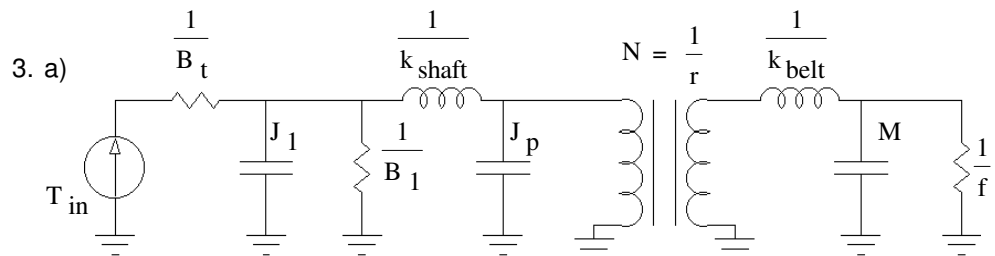 3. a)
1
B t
1
k shaft
N = 1
r
1
k belt
T in
J 1
1
B 1
J p
M
1
f